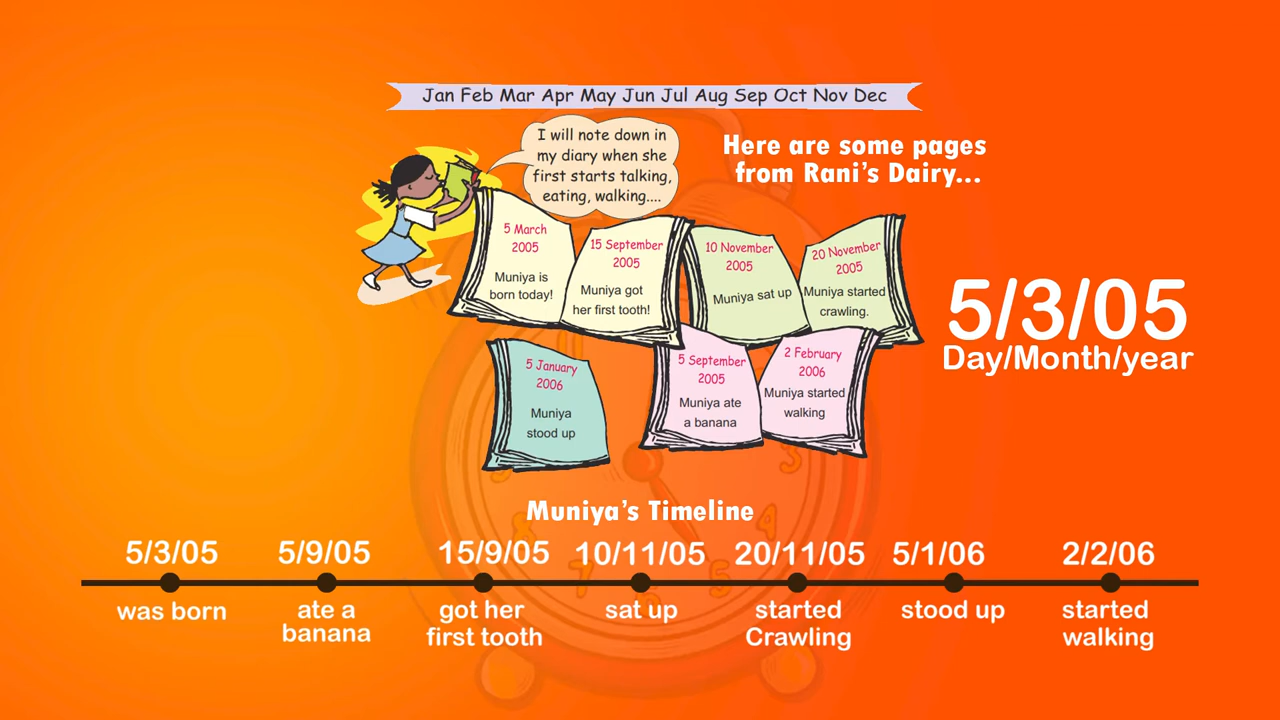 Jan Feb Mar Apr May Jun Jul Aug Sep Oct Nov Dec
I will note down in
my diary when she
first starts talking,
eating, walking....
Here are some pages
from Rani's Dairy...
5 March
2005
Muniya is
born today!
15 September
2005
Muniya got
her first tooth!
10 November
2005
Muniya sat up
20 November
2005
Muniya started
crawling.
5/3/05
Day/Month/year
5 January
2006
Muniya
stood up
5 September
2005
Muniya ate
a banana
2 February
2006
Muniya started
walking
Muniya's Timeline
5/3/05
was born
5/9/05
ate a
banana
15/9/05
got her
first tooth
10/11/05
sat up
20/11/05
started
Crawling
5/1/06
stood up
2/2/06
started
walking
3
4
5
7